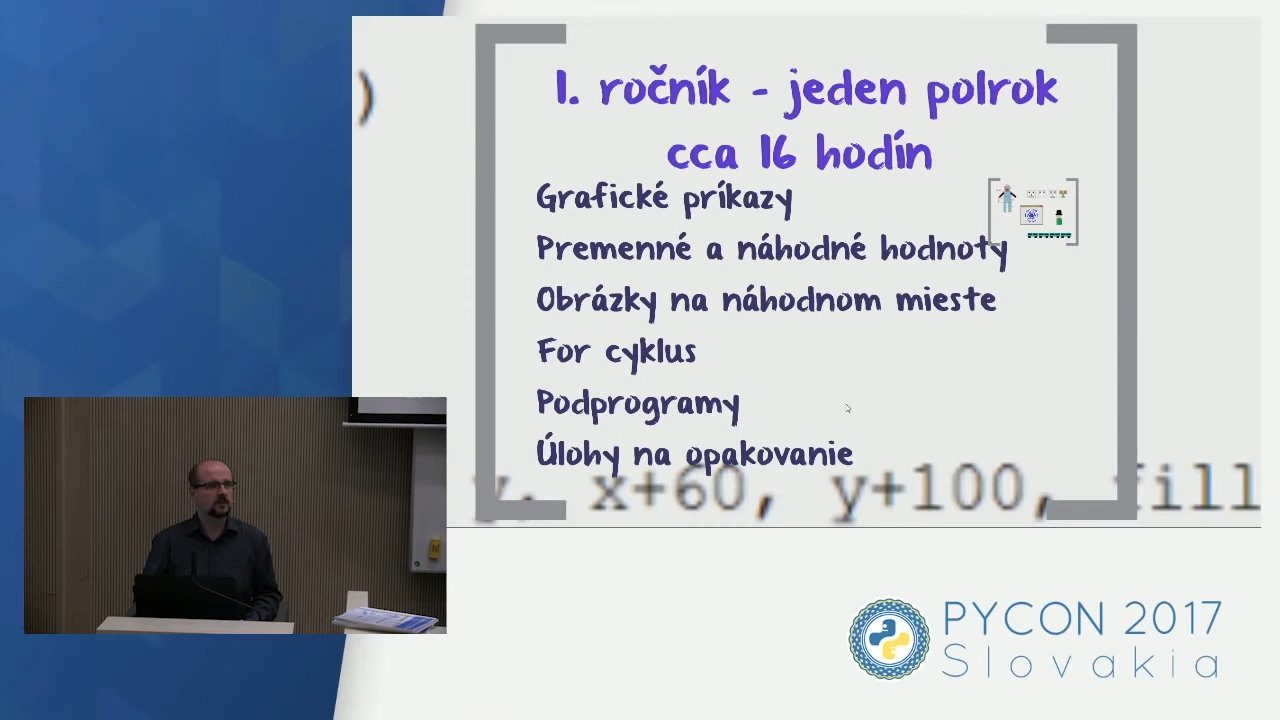 )
1. ročník - jeden polrok
cca 16 hodín
Grafické príkazy
Premenné a náhodné hodnoty
Obrázky na náhodnom mieste
For cyklus
Podprogramy
Úlohy na opakovanie
y, x+60, y+100, fill
PYCON 2017
Slovakia